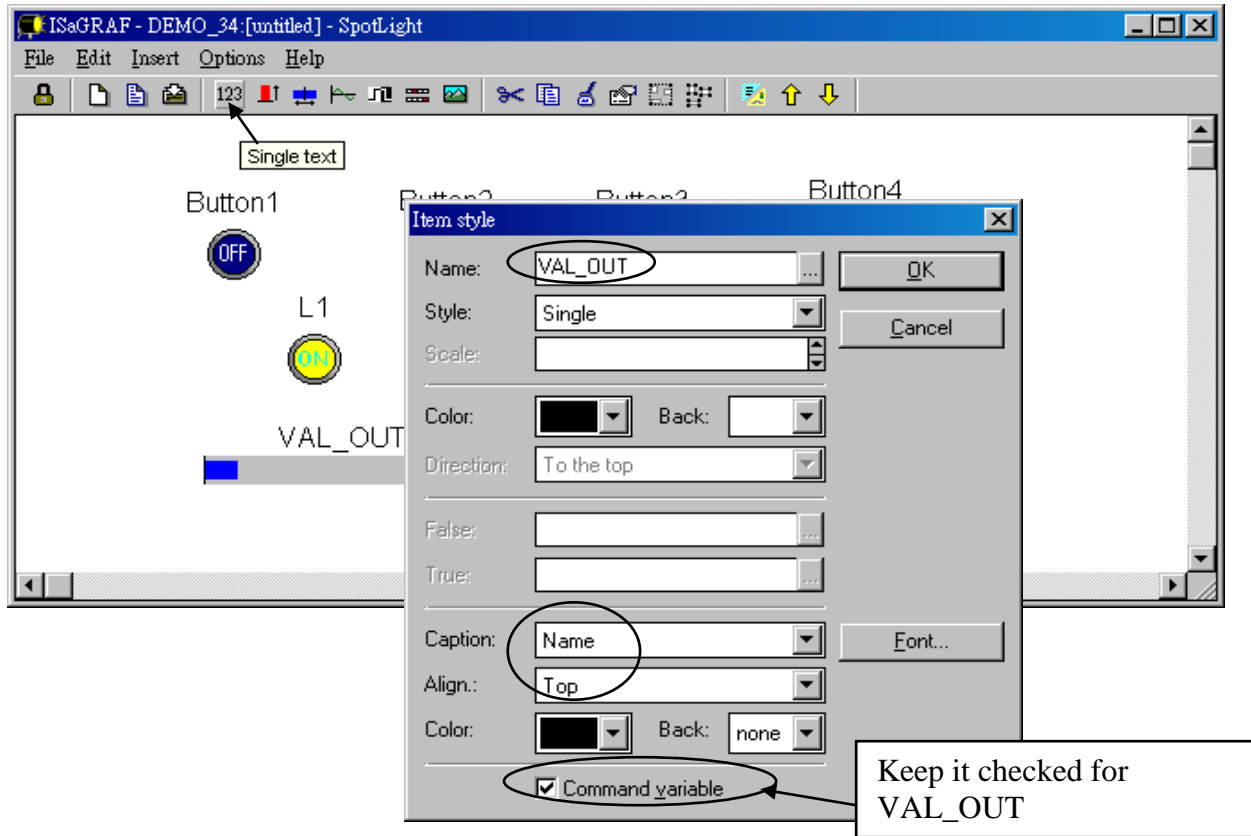 ISaGRAF - DEMO_34:[untitled] - SpotLight
File Edit Insert Options Help
123
Single text
Button1 Button2 Button3 Button4
OFF
L1
ON
VAL_OUT
Item style
Name: VAL_OUT ... OK
Style: Single Cancel
Scale:
Color: Back:
Direction: To the top
False: ...
True: ...
Caption: Name Font...
Align.: Top
Color: Back: none
Command variable
Keep it checked for
VAL_OUT